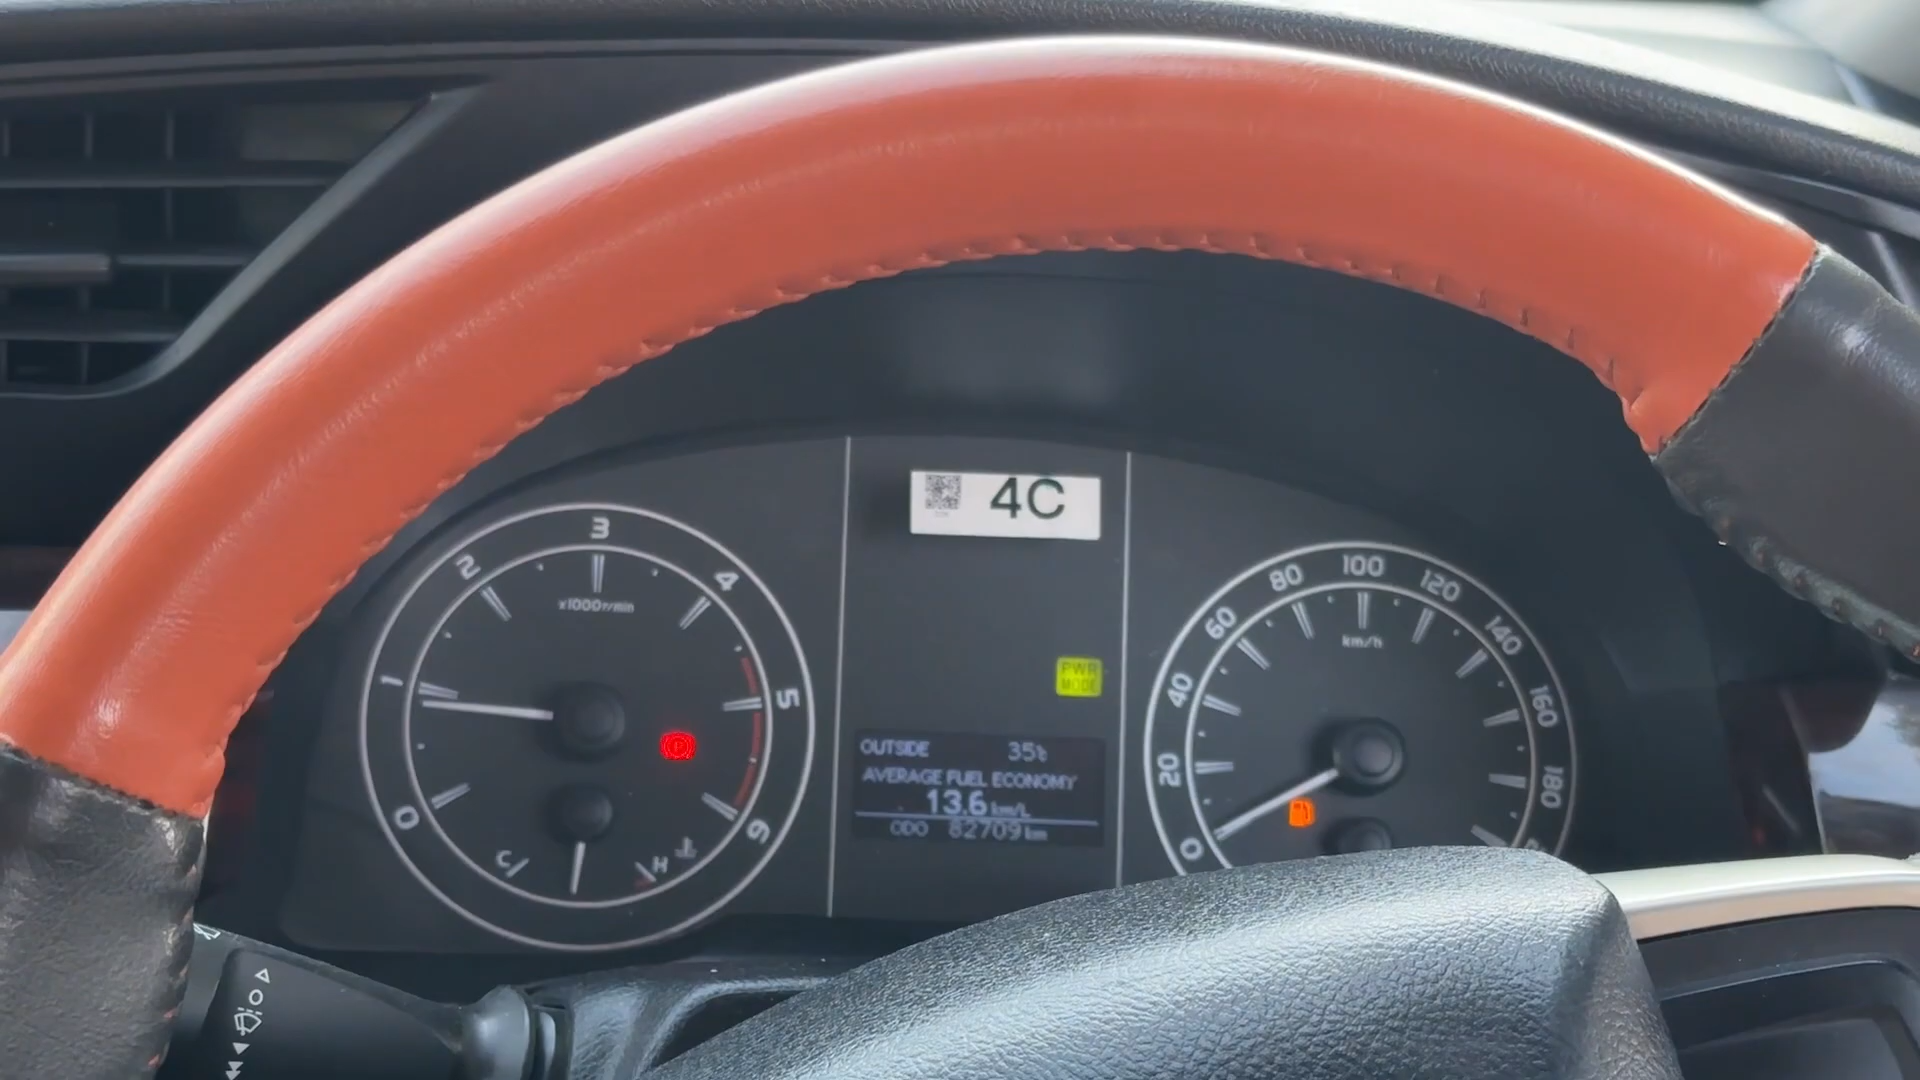 4C
3
2
4
x1000r/min
1
5
0
6
C
H
P
PWR
MODE
OUTSIDE 35℃
AVERAGE FUEL ECONOMY
13.6 km/L
ODO 82709 km
100
80
120
60
140
km/h
40
160
20
180
0